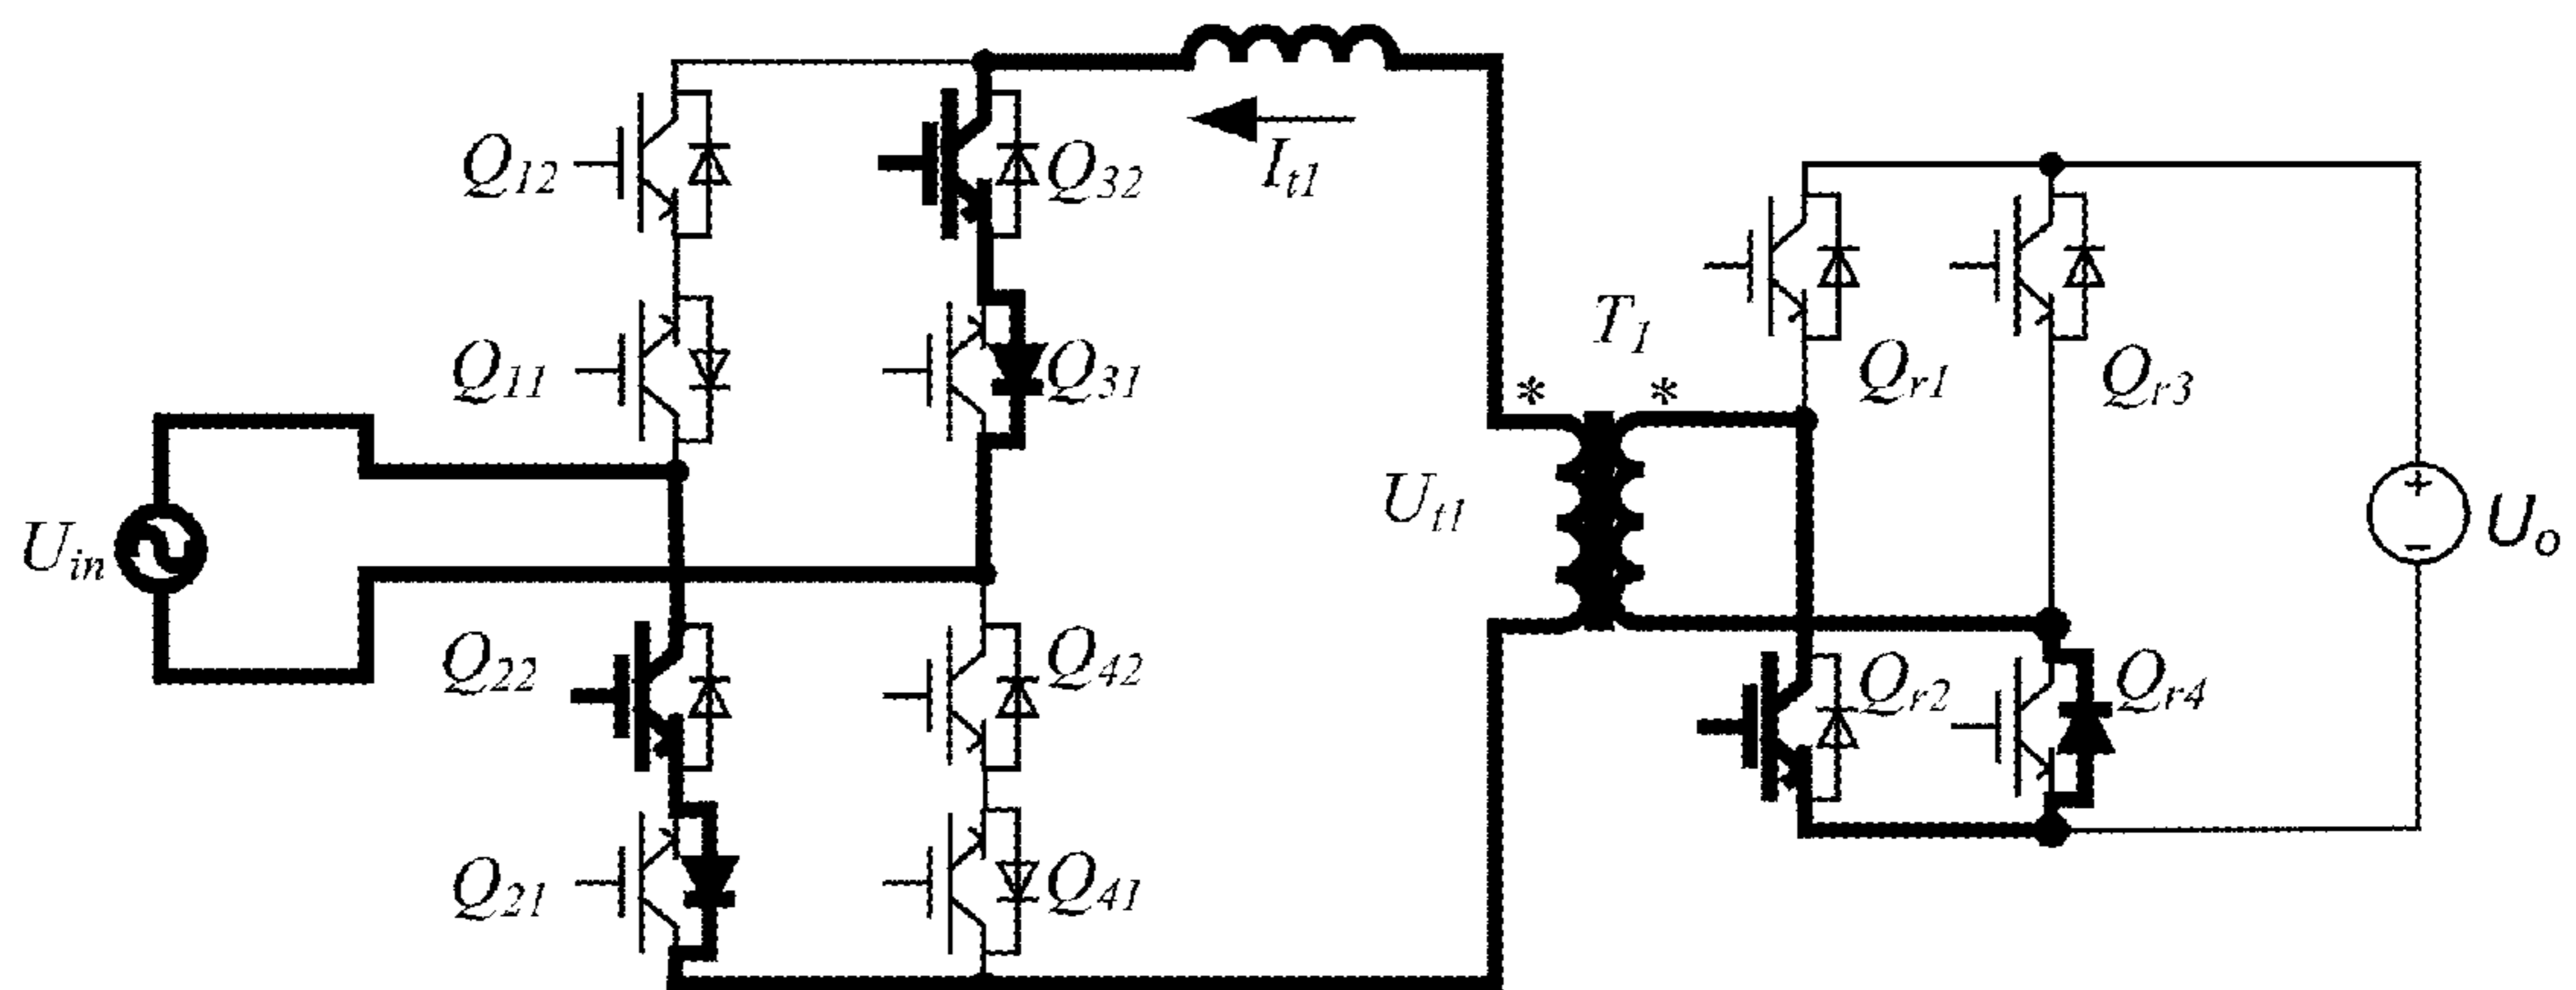 Q12
Q32
It1
Q11
Q31
T1
* *
Qr1
Qr3
Uin
Ut1
+
−
Uo
Q22
Q42
Qr2
Qr4
Q21
Q41